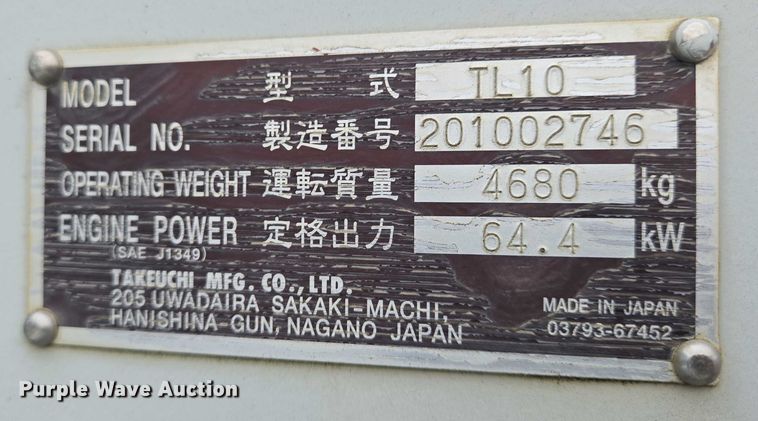 MODEL 型式 TL10
SERIAL NO. 製造番号 201002746
OPERATING WEIGHT 運転質量 4680 kg
ENGINE POWER 定格出力 64.4 kW
(SAE J1349)
TAKEUCHI MFG. CO., LTD.
205 UWADAIRA SAKAKI-MACHI,
HANISHINA-GUN, NAGANO JAPAN
MADE IN JAPAN
03793-67452
Purple Wave Auction